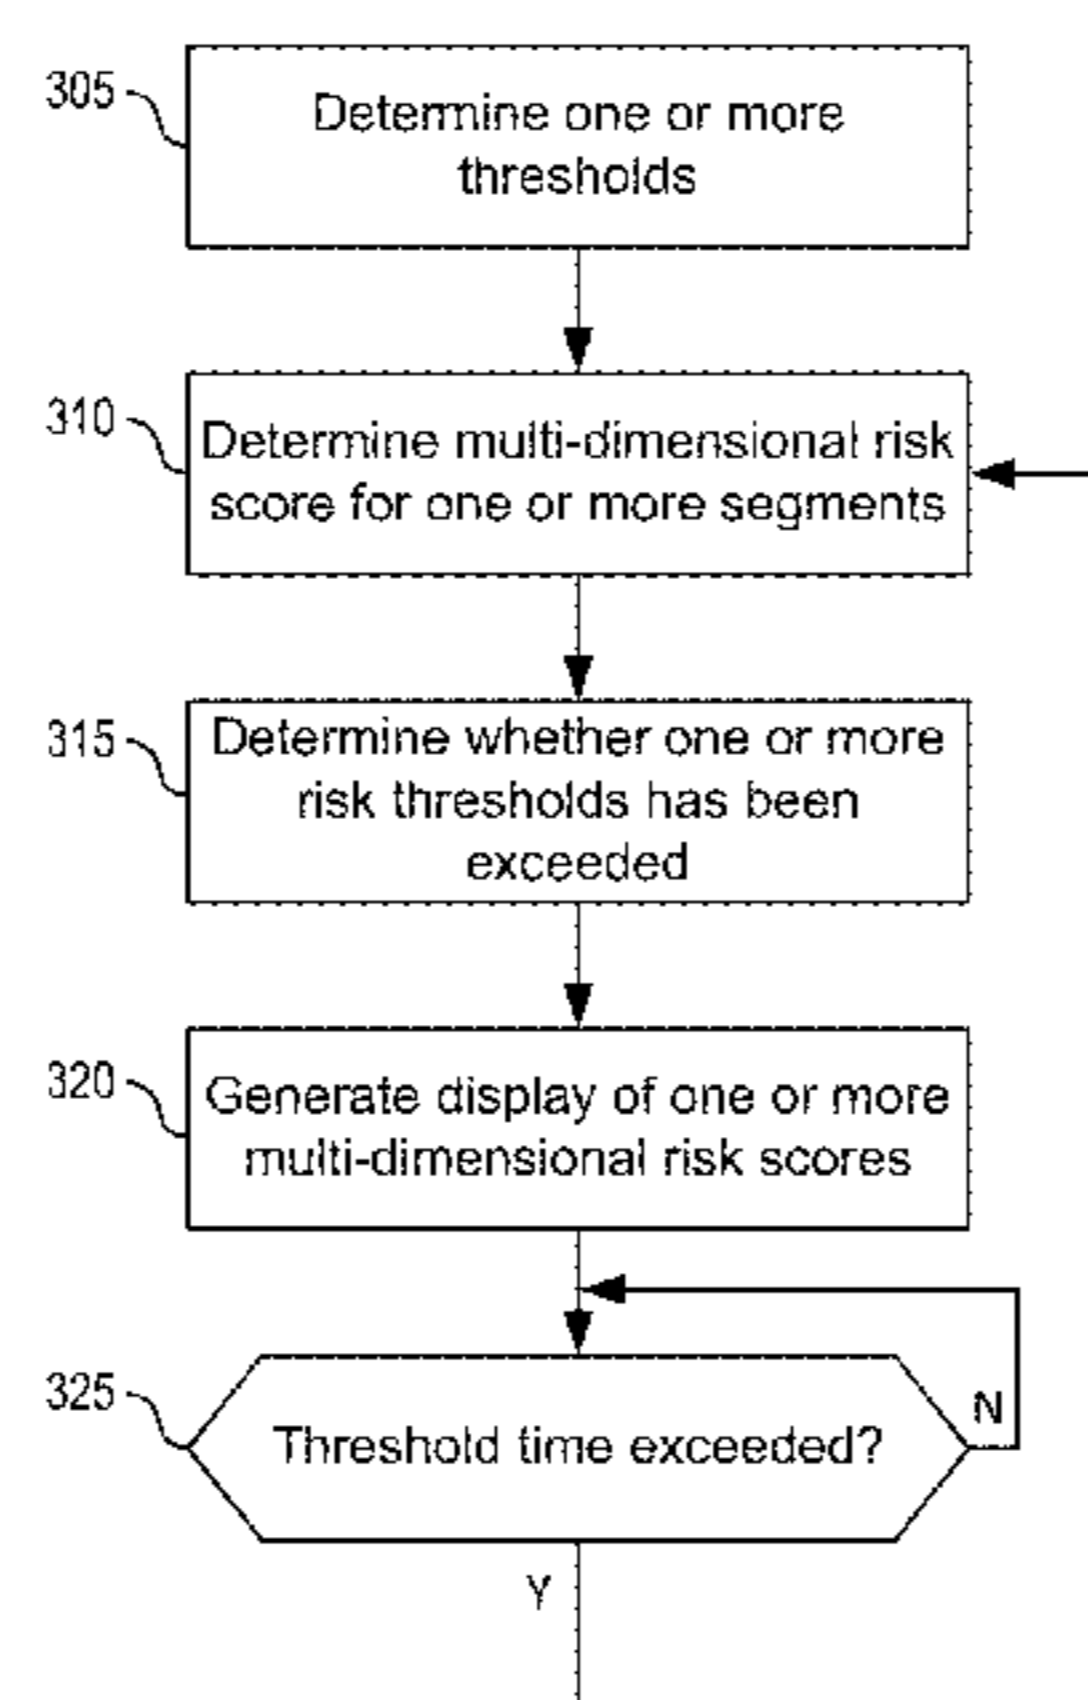 305
Determine one or more
thresholds
310
Determine multi-dimensional risk
score for one or more segments
315
Determine whether one or more
risk thresholds has been
exceeded
320
Generate display of one or more
multi-dimensional risk scores
325
Threshold time exceeded?
N
Y